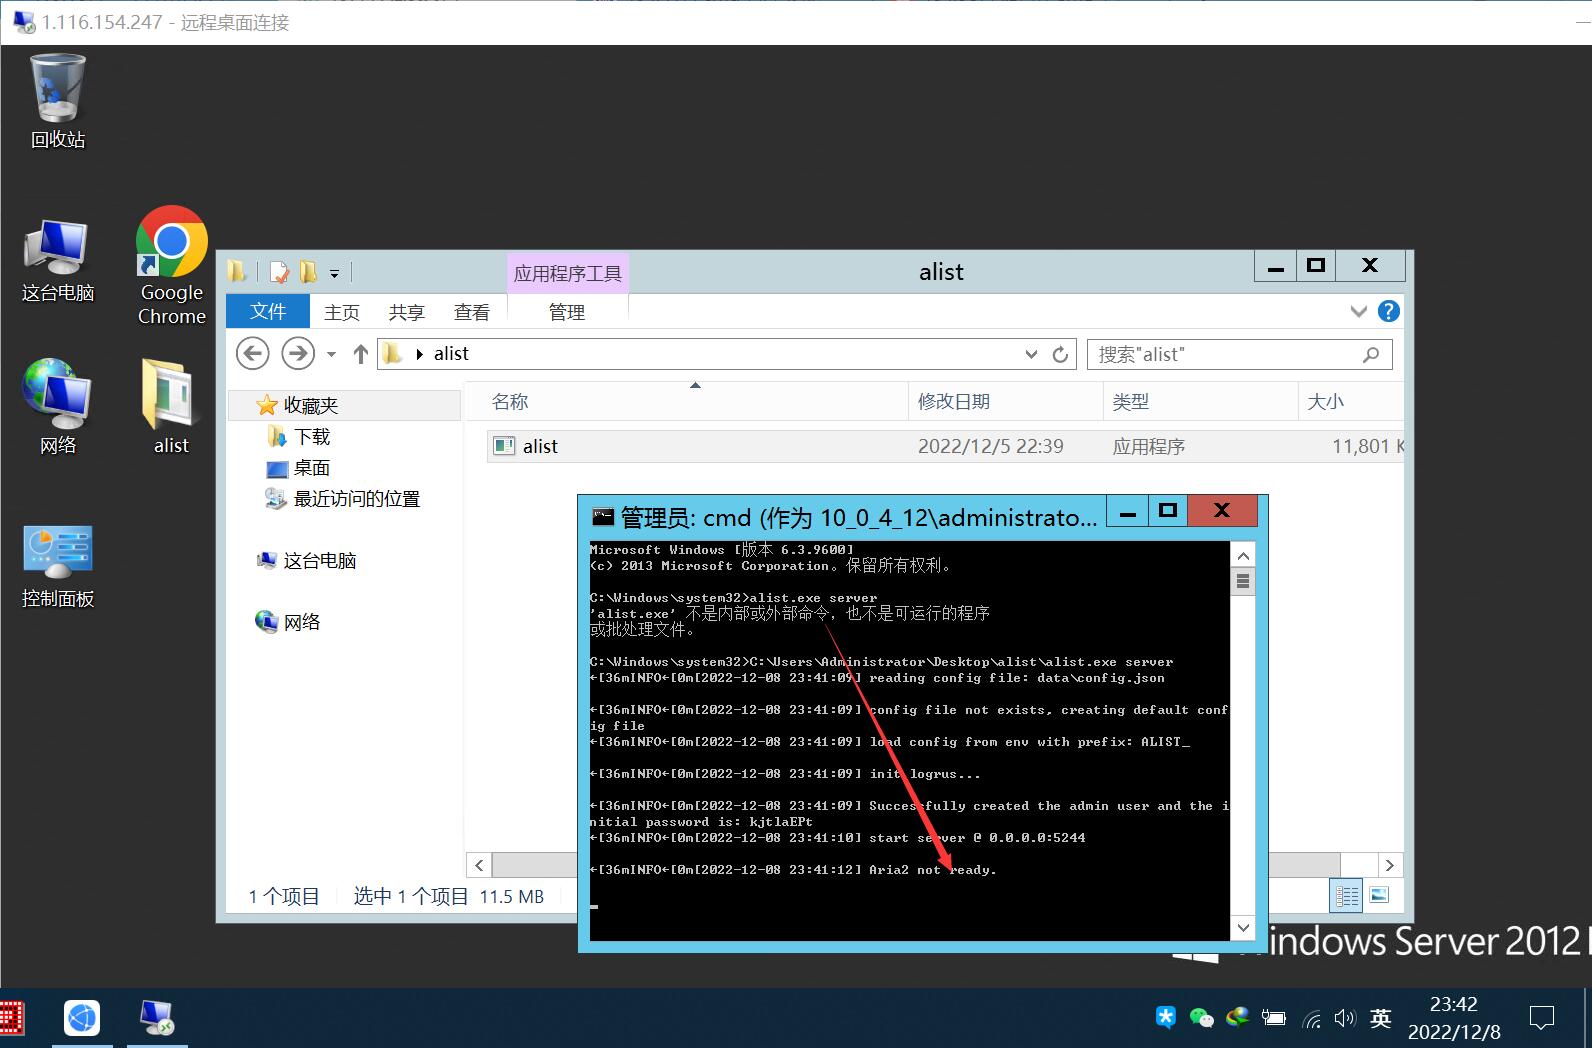 1.116.154.247 - 远程桌面连接
回收站
这台电脑
Google
Chrome
网络
alist
控制面板
应用程序工具
alist
文件
主页
共享
查看
管理
alist
搜索"alist"
收藏夹
下载
桌面
最近访问的位置
这台电脑
网络
名称
修改日期
类型
大小
alist
2022/12/5 22:39
应用程序
11,801 K
1 个项目
选中 1 个项目 11.5 MB
管理员: cmd (作为 10_0_4_12\administrato...
Microsoft Windows [版本 6.3.9600]
(c) 2013 Microsoft Corporation。保留所有权利。
C:\Windows\system32>alist.exe server
'alist.exe' 不是内部或外部命令，也不是可运行的程序
或批处理文件。
C:\Windows\system32>C:\Users\Administrator\Desktop\alist\alist.exe server
←[36mINFO←[0m[2022-12-08 23:41:09] reading config file: data\config.json
←[36mINFO←[0m[2022-12-08 23:41:09] config file not exists, creating default conf
ig file
←[36mINFO←[0m[2022-12-08 23:41:09] load config from env with prefix: ALIST_
←[36mINFO←[0m[2022-12-08 23:41:09] init logrus...
←[36mINFO←[0m[2022-12-08 23:41:09] Successfully created the admin user and the i
nitial password is: kjtlaEPt
←[36mINFO←[0m[2022-12-08 23:41:10] start server @ 0.0.0.0:5244
←[36mINFO←[0m[2022-12-08 23:41:12] Aria2 not ready.
indows Server 2012
英
23:42
2022/12/8